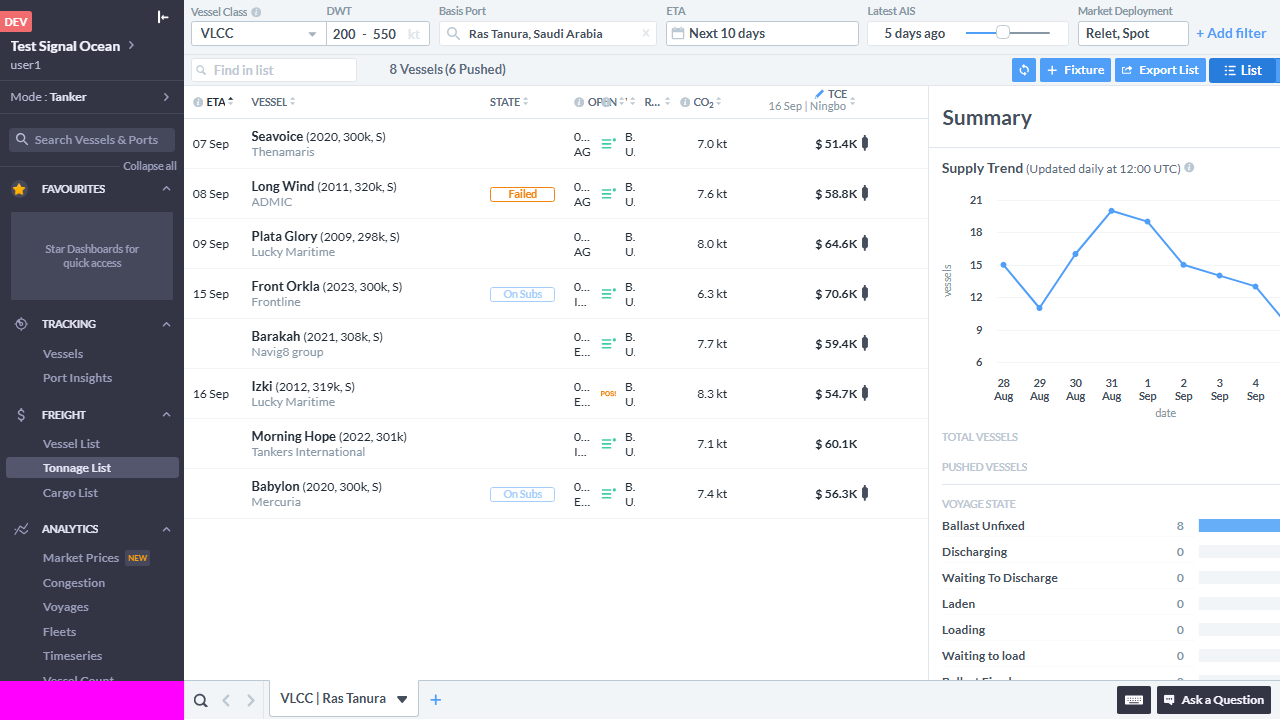 DEV
Test Signal Ocean
user1
Mode : Tanker
Search Vessels & Ports
Collapse all
FAVOURITES
Star Dashboards for
quick access
TRACKING
Vessels
Port Insights
FREIGHT
Vessel List
Tonnage List
Cargo List
ANALYTICS
Market Prices NEW
Congestion
Voyages
Fleets
Timeseries
Vessel Count
Vessel Class DWT Basis Port ETA Latest AIS Market Deployment
VLCC 200 - 550 kt Ras Tanura, Saudi Arabia Next 10 days 5 days ago Relet, Spot + Add filter
Find in list 8 Vessels (6 Pushed) Fixture Export List List
ETA VESSEL STATE OPEN R... CO2 TCE
16 Sep | Ningbo
07 Sep Seavoice (2020, 300k, S) 0... B. 7.0 kt $ 51.4K
Thenamaris AG U.
08 Sep Long Wind (2011, 320k, S) Failed 0... B. 7.6 kt $ 58.8K
ADMIC AG U.
09 Sep Plata Glory (2009, 298k, S) 0... B. 8.0 kt $ 64.6K
Lucky Maritime AG U.
15 Sep Front Orkla (2023, 300k, S) On Subs 0... B. 6.3 kt $ 70.6K
Frontline I... U.
Barakah (2021, 308k, S) 0... B. 7.7 kt $ 59.4K
Navig8 group E... U.
16 Sep Izki (2012, 319k, S) 0... POS! B. 8.3 kt $ 54.7K
Lucky Maritime E... U.
Morning Hope (2022, 301k) 0... B. 7.1 kt $ 60.1K
Tankers International I... U.
Babylon (2020, 300k, S) On Subs 0... B. 7.4 kt $ 56.3K
Mercuria E... U.
Summary
Supply Trend (Updated daily at 12:00 UTC)
21
18
15
12
9
6
vessels
28 29 30 31 1 2 3 4
Aug Aug Aug Aug Sep Sep Sep Sep
date
TOTAL VESSELS
PUSHED VESSELS
VOYAGE STATE
Ballast Unfixed 8
Discharging 0
Waiting To Discharge 0
Laden 0
Loading 0
Waiting to load 0
VLCC | Ras Tanura
Ask a Question